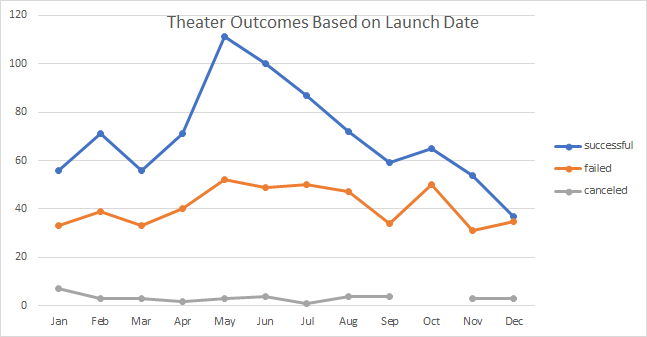 Theater Outcomes Based on Launch Date
120
100
80
60
40
20
0
Jan Feb Mar Apr May Jun Jul Aug Sep Oct Nov Dec
successful
failed
canceled